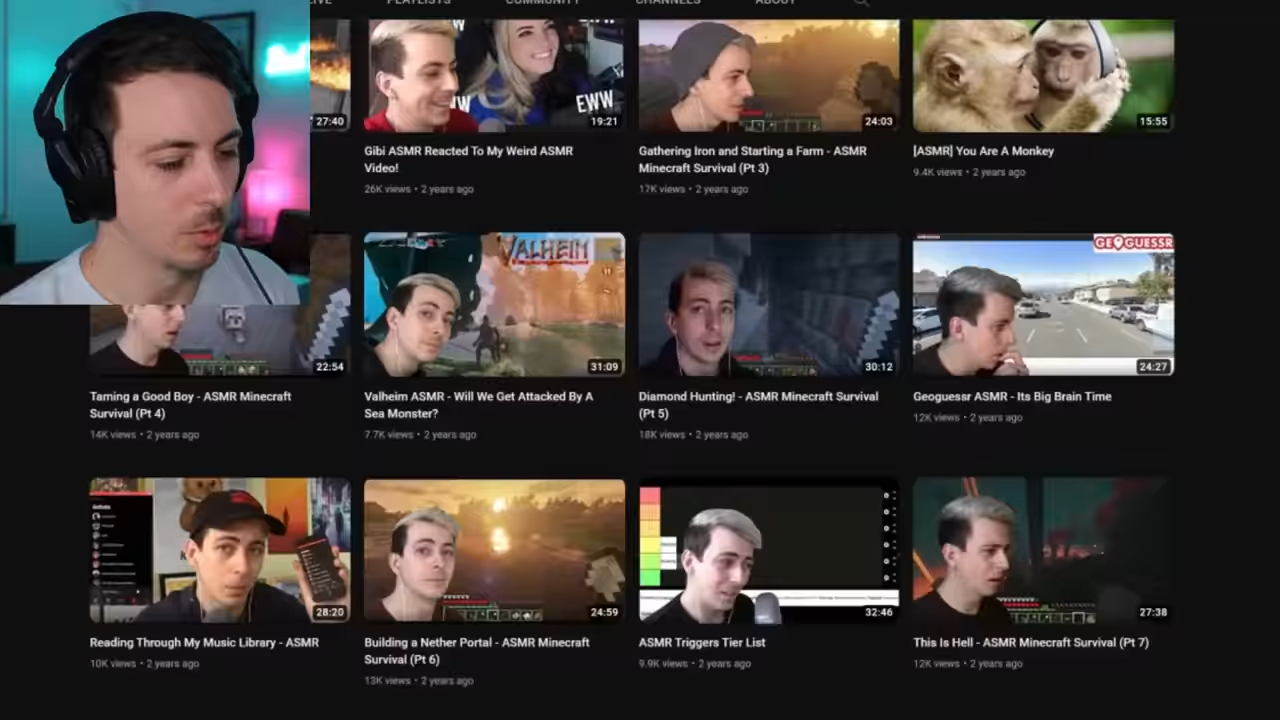 LIVE
PLAYLISTS
COMMUNITY
CHANNELS
ABOUT
27:40
EWW
19:21
24:03
15:55
Gibi ASMR Reacted To My Weird ASMR
Video!
26K views • 2 years ago
Gathering Iron and Starting a Farm - ASMR
Minecraft Survival (Pt 3)
17K views • 2 years ago
[ASMR] You Are A Monkey
9.4K views • 2 years ago
22:54
VALHEIM
31:09
30:12
GEOGUESSR
24:27
Taming a Good Boy - ASMR Minecraft
Survival (Pt 4)
14K views • 2 years ago
Valheim ASMR - Will We Get Attacked By A
Sea Monster?
7.7K views • 2 years ago
Diamond Hunting! - ASMR Minecraft Survival
(Pt 5)
18K views • 2 years ago
Geoguessr ASMR - Its Big Brain Time
12K views • 2 years ago
Artists
28:20
24:59
32:46
27:38
Reading Through My Music Library - ASMR
10K views • 2 years ago
Building a Nether Portal - ASMR Minecraft
Survival (Pt 6)
13K views • 2 years ago
ASMR Triggers Tier List
9.9K views • 2 years ago
This Is Hell - ASMR Minecraft Survival (Pt 7)
12K views • 2 years ago